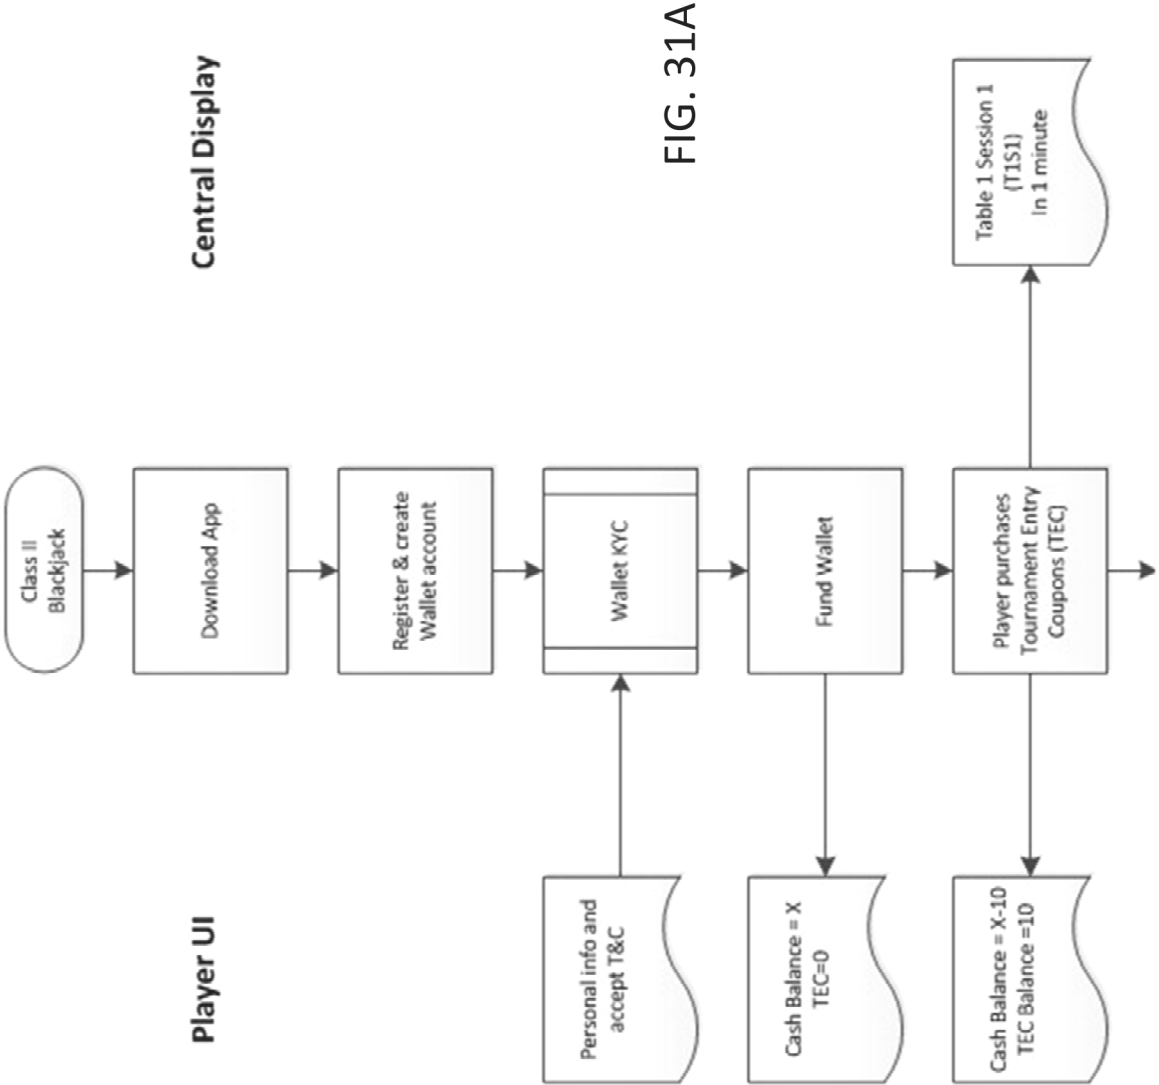 Player UI
Central Display
Class II
Blackjack
Download App
Register & create
Wallet account
Personal info and
accept T&C
Wallet KYC
Cash Balance = X
TEC=0
Fund Wallet
Cash Balance = X-10
TEC Balance =10
Player purchases
Tournament Entry
Coupons (TEC)
Table 1 Session 1
(T1S1)
In 1 minute
FIG. 31A